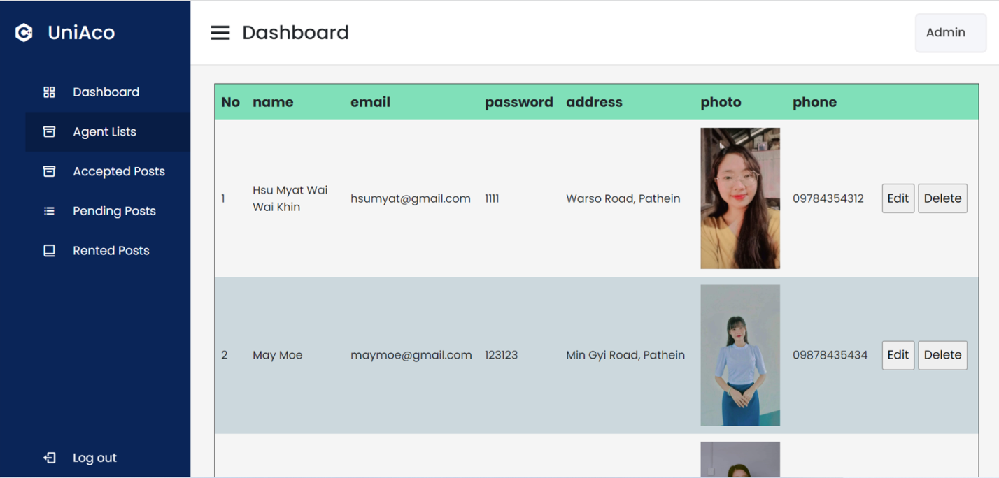 UniAco
Dashboard
Admin
Dashboard
Agent Lists
Accepted Posts
Pending Posts
Rented Posts
Log out
No name email password address photo phone
1 Hsu Myat Wai Wai Khin hsumyat@gmail.com 1111 Warso Road, Pathein 09784354312 Edit Delete
2 May Moe maymoe@gmail.com 123123 Min Gyi Road, Pathein 09878435434 Edit Delete